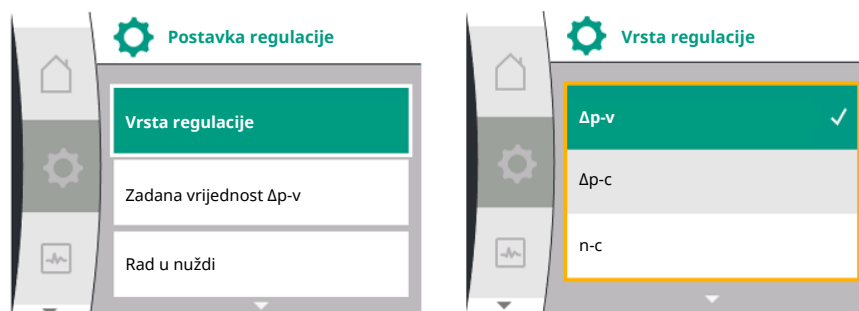 Postavka regulacije
Vrsta regulacije
Zadana vrijednost Δp-v
Rad u nuždi
Vrsta regulacije
Δp-v
Δp-c
n-c